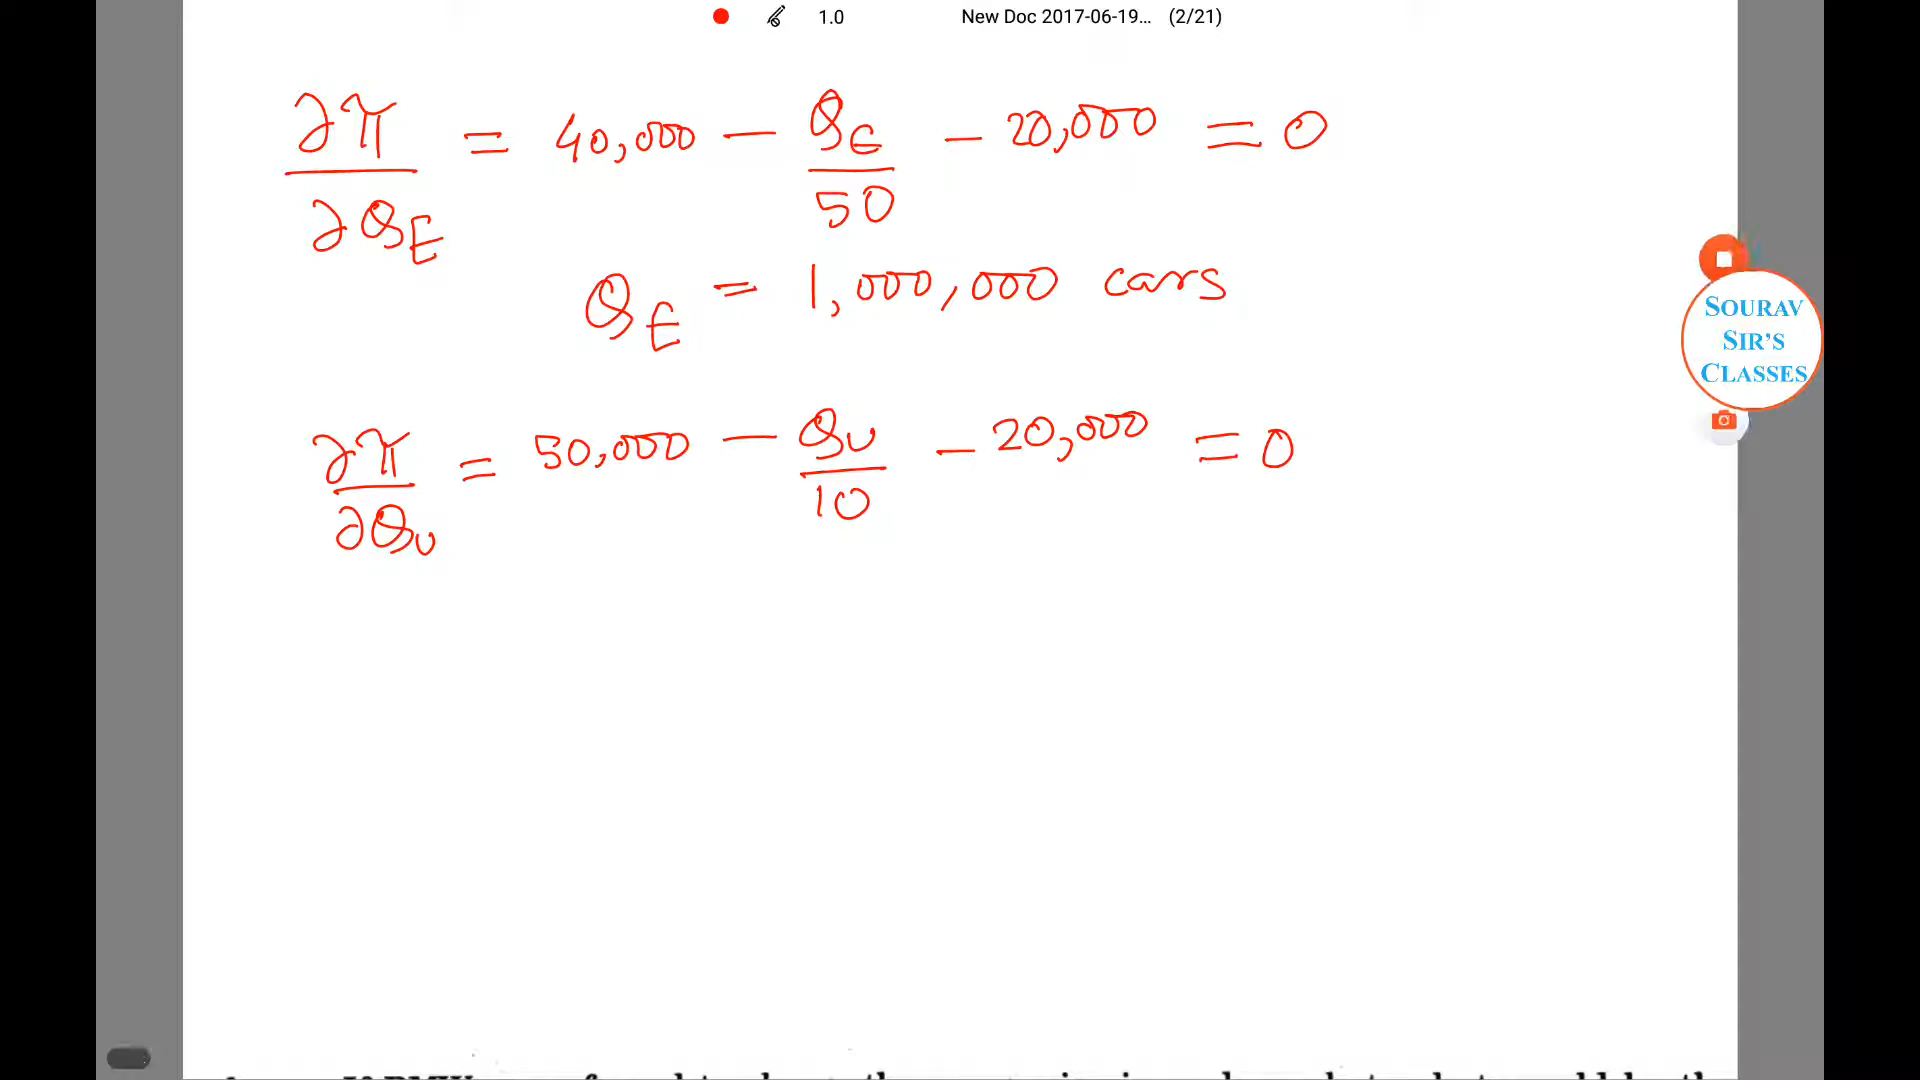 1.0 New Doc 2017-06-19... (2/21)
∂π/∂Q_E = 40,000 - Q_E/50 - 20,000 = 0
Q_E = 1,000,000 cars
SOURAV
SIR'S
CLASSES
∂π/∂Q_U = 50,000 - Q_U/10 - 20,000 = 0